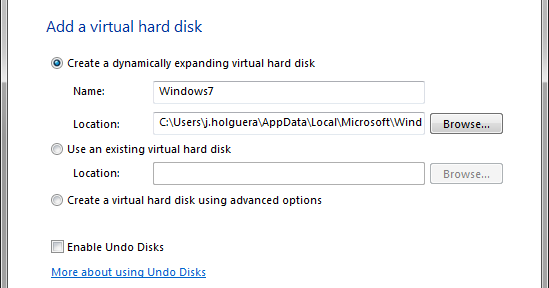 Add a virtual hard disk
Create a dynamically expanding virtual hard disk
Name: Windows7
Location: C:\Users\j.holguera\AppData\Local\Microsoft\Wind Browse...
Use an existing virtual hard disk
Location: Browse...
Create a virtual hard disk using advanced options
Enable Undo Disks
More about using Undo Disks